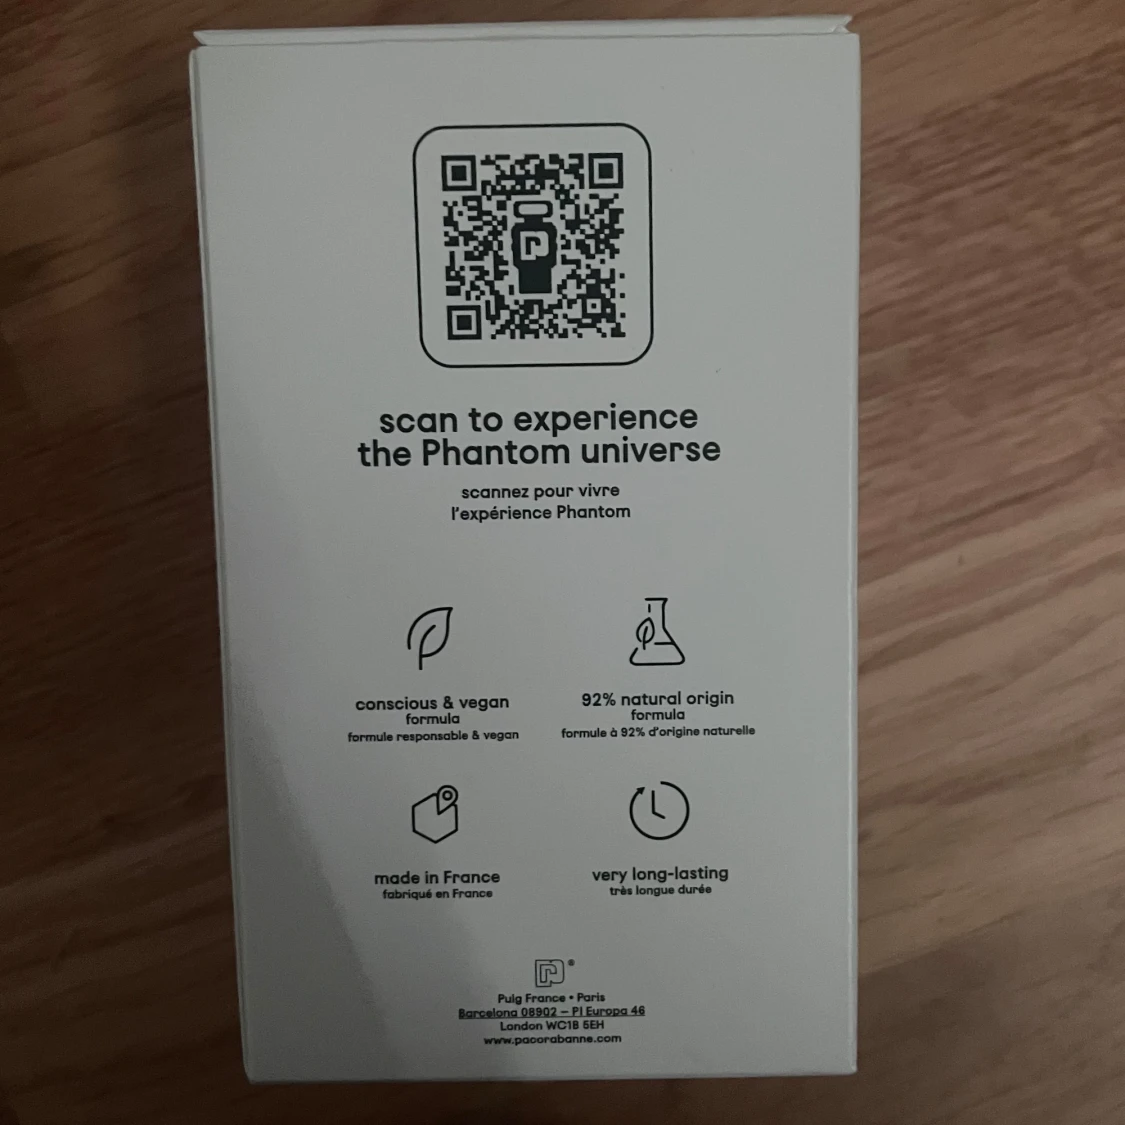 scan to experience
the Phantom universe
scannez pour vivre
l'expérience Phantom
conscious & vegan
formula
formule responsable & vegan
92% natural origin
formula
formule à 92% d'origine naturelle
made in France
fabriqué en France
very long-lasting
très longue durée
Puig France • Paris
Barcelona 08902 – Pl Europa 46
London WC1B 5EH
www.pacorabanne.com